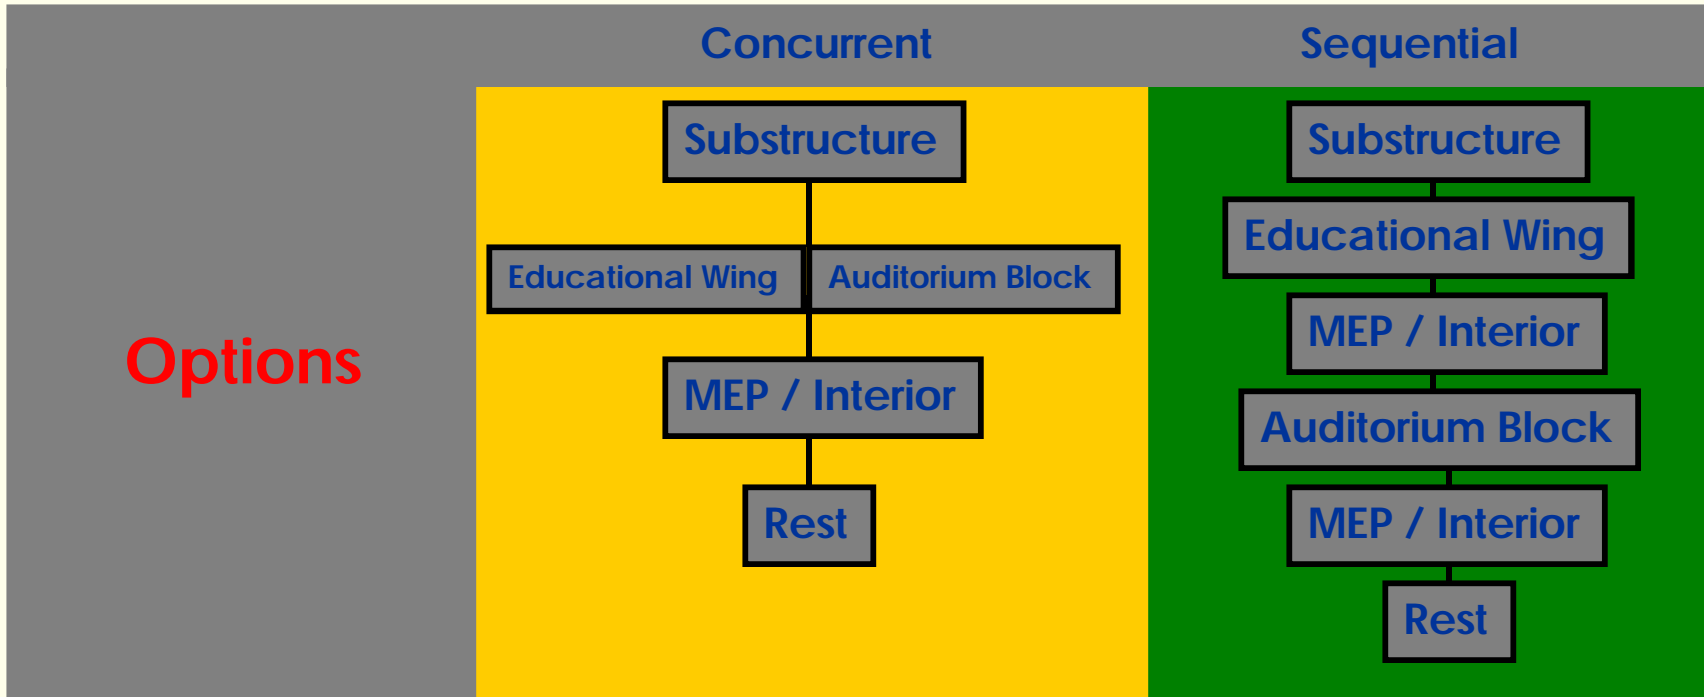 Concurrent
Sequential
Options
Substructure
Educational Wing
Auditorium Block
MEP / Interior
Rest
Substructure
Educational Wing
MEP / Interior
Auditorium Block
MEP / Interior
Rest